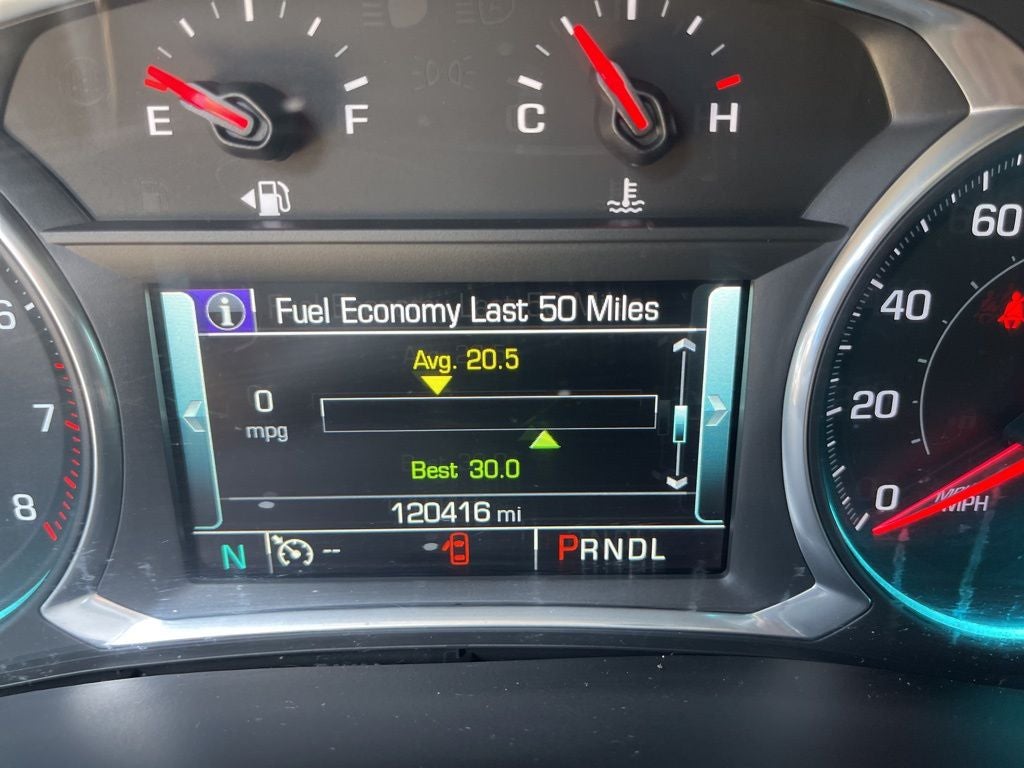 E F
C H
60
40
20
0
MPH
6
7
8
i Fuel Economy Last 50 Miles
Avg. 20.5
0
mpg
Best 30.0
120416 mi
N -- PRNDL